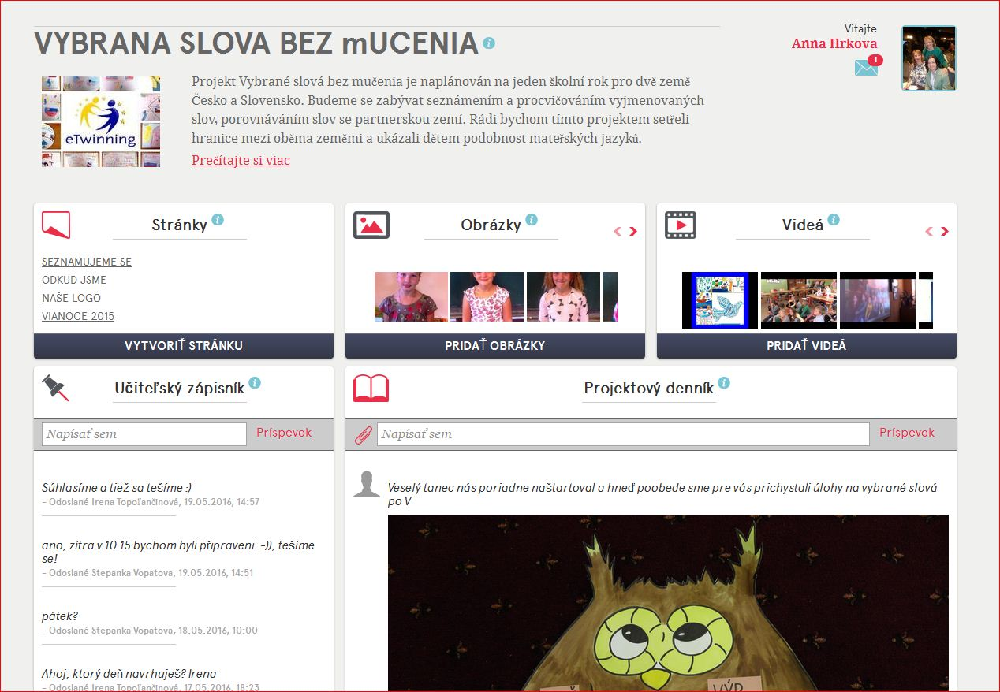 VYBRANA SLOVA BEZ mUCENIA
Vitajte
Anna Hrkova
1
eTwinning
Projekt Vybrané slová bez mučenia je naplánován na jeden školní rok pro dvě země
Česko a Slovensko. Budeme se zabývat seznámením a procvičováním vyjmenovaných
slov, porovnáváním slov se partnerskou zemí. Rádi bychom tímto projektem setřeli
hranice mezi oběma zeměmi a ukázali dětem podobnost mateřských jazyků.
Prečítajte si viac
Stránky
SEZNAMUJEME SE
ODKUD JSME
NAŠE LOGO
VIANOCE 2015
VYTVORIŤ STRÁNKU
Obrázky
PRIDAŤ OBRÁZKY
Videá
PRIDAŤ VIDEÁ
Učiteľský zápisník
Napísať sem
Príspevok
Súhlasíme a tiež sa tešíme :)
- Odoslané Irena Topoľančinová, 19.05.2016, 14:57
ano, zítra v 10:15 bychom byli připraveni :-)), tešíme
se!
- Odoslané Stepanka Vopatova, 19.05.2016, 14:51
pátek?
- Odoslané Stepanka Vopatova, 18.05.2016, 10:00
Ahoj, ktorý deň navrhuješ? Irena
- Odoslané Irena Topoľančinová, 17.05.2016, 18:23
Projektový denník
Napísať sem
Príspevok
Veselý tanec nás poriadne naštartoval a hneď poobede sme pre vás prichystali úlohy na vybrané slová
po V
VÝR